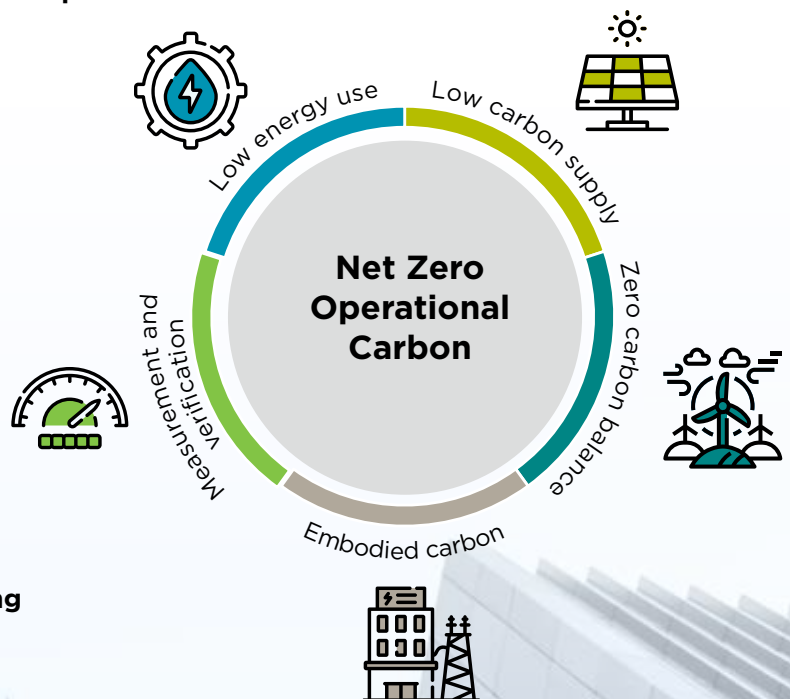 Low energy use
Low carbon supply
Net Zero
Operational
Carbon
Zero carbon balance
Measurement and
verification
Embodied carbon